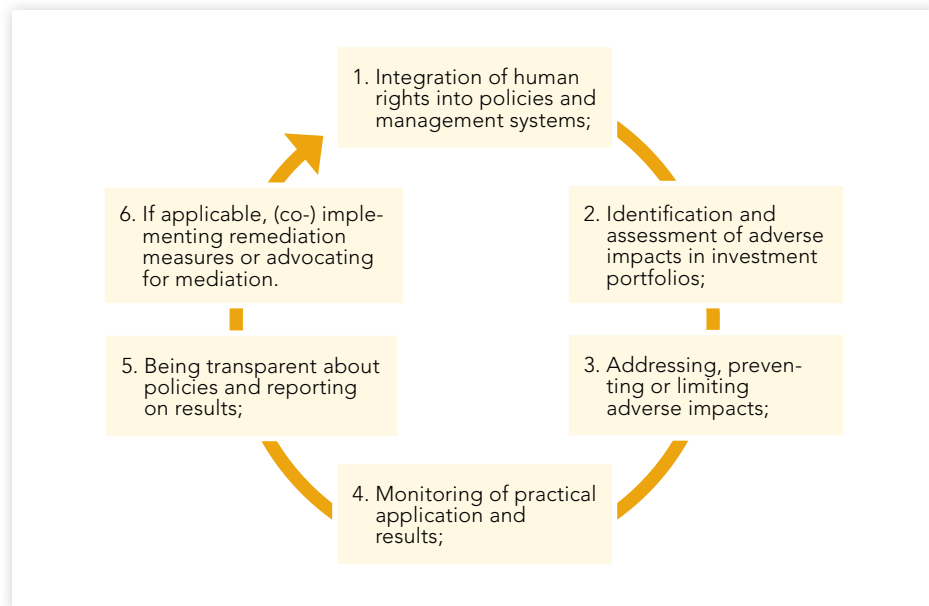 1. Integration of human
rights into policies and
management systems;
2. Identification and
assessment of adverse
impacts in investment
portfolios;
3. Addressing, preven-
ting or limiting
adverse impacts;
4. Monitoring of practical
application and
results;
5. Being transparent about
policies and reporting
on results;
6. If applicable, (co-) imple-
menting remediation
measures or advocating
for mediation.